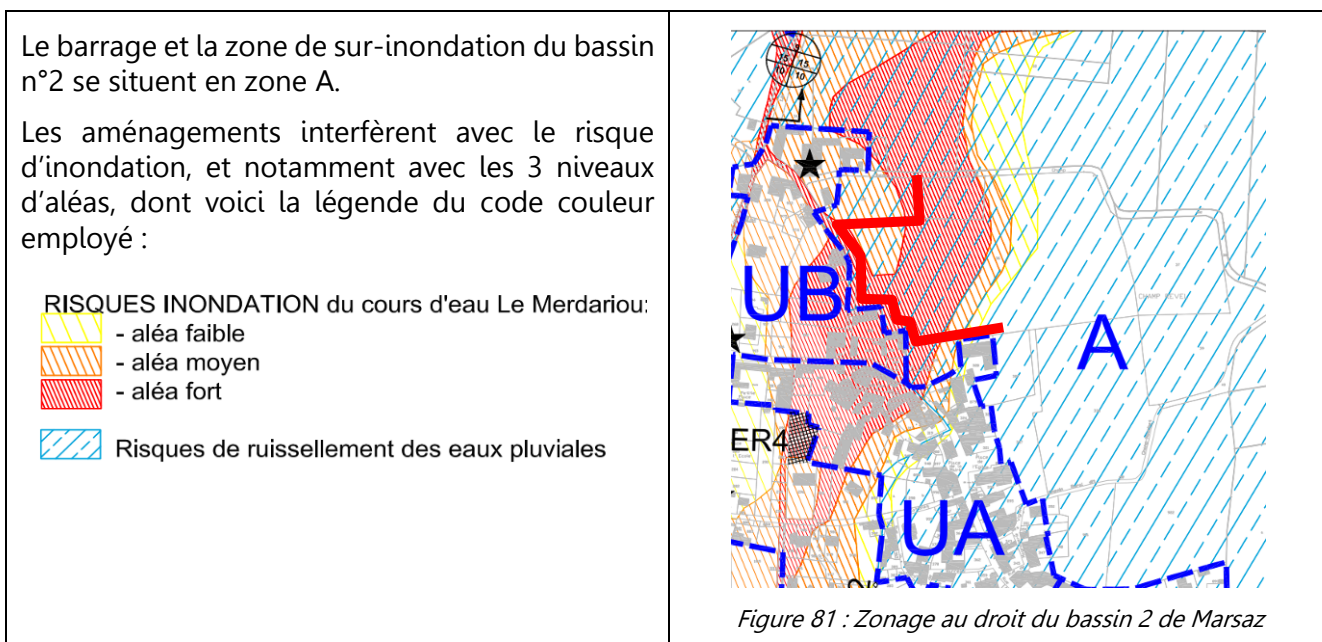 Le barrage et la zone de sur-inondation du bassin
n°2 se situent en zone A.
Les aménagements interfèrent avec le risque
d'inondation, et notamment avec les 3 niveaux
d'aléas, dont voici la légende du code couleur
employé :
RISQUES INONDATION du cours d'eau Le Merdariou:
- aléa faible
- aléa moyen
- aléa fort
Risques de ruissellement des eaux pluviales
15
10
10
UB
A
ER4
UA
Figure 81 : Zonage au droit du bassin 2 de Marsaz